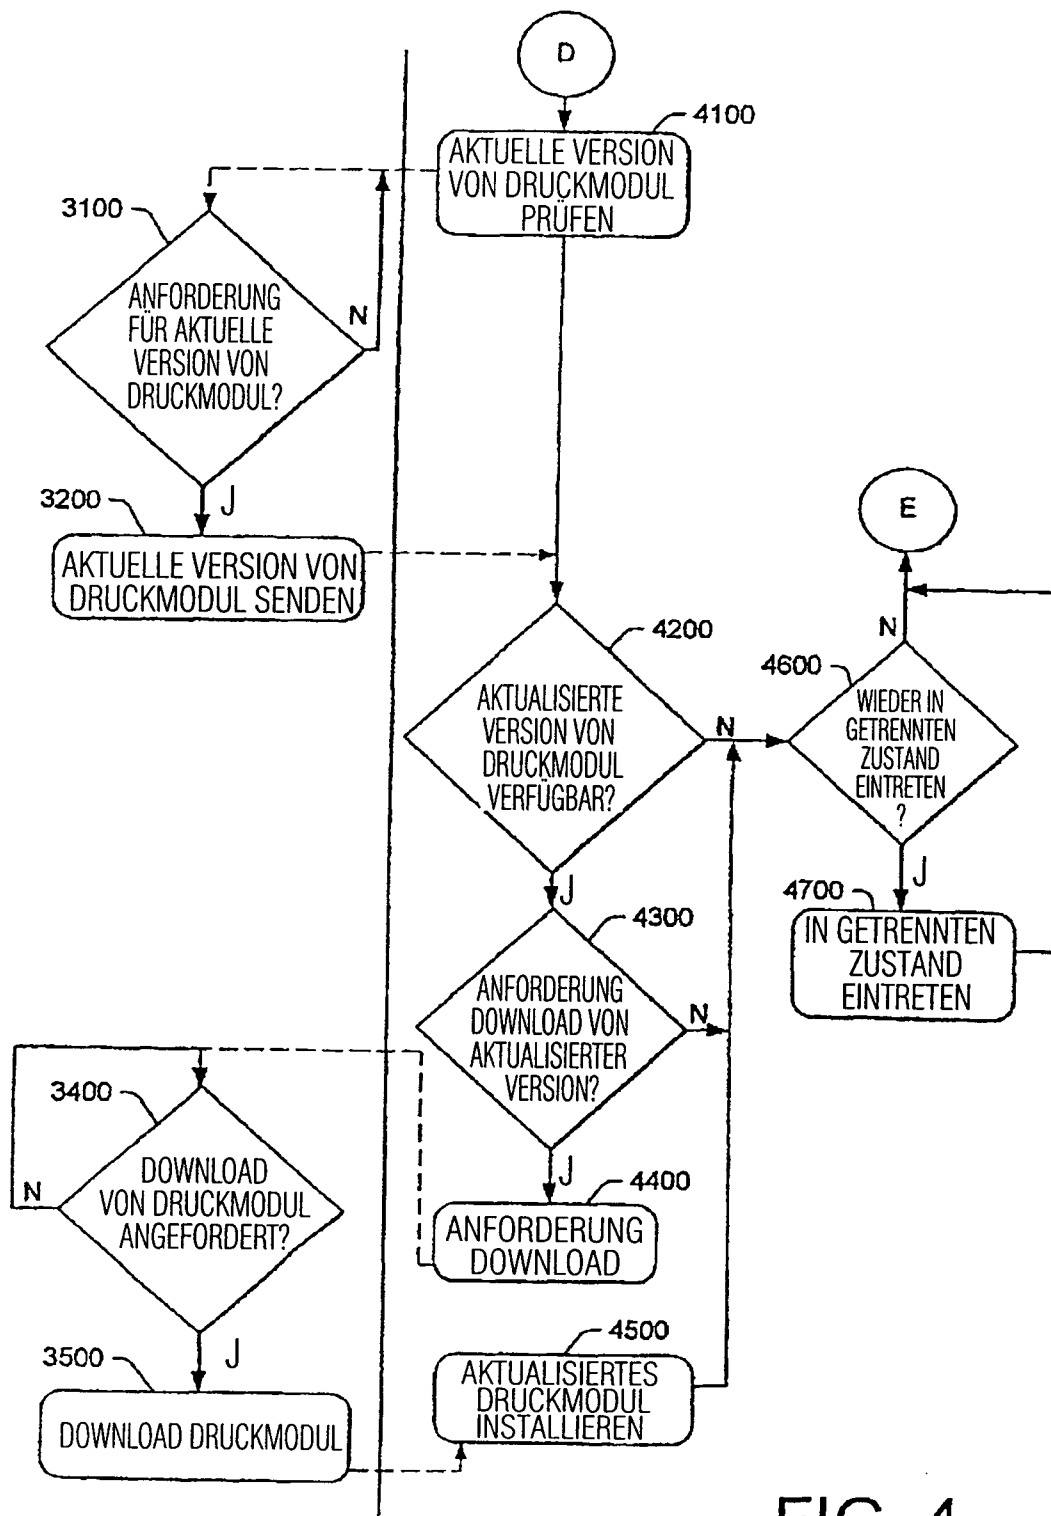 D
4100
AKTUELLE VERSION
VON DRUCKMODUL
PRÜFEN
3100
ANFORDERUNG
FÜR AKTUELLE
VERSION VON
DRUCKMODUL?
N
J
3200
AKTUELLE VERSION VON
DRUCKMODUL SENDEN
E
4200
AKTUALISIERTE
VERSION VON
DRUCKMODUL
VERFÜGBAR?
N
J
N
4600
WIEDER IN
GETRENNTEN
ZUSTAND
EINTRETEN
?
J
4700
IN GETRENNTEN
ZUSTAND
EINTRETEN
4300
ANFORDERUNG
DOWNLOAD VON
AKTUALISIERTER
VERSION?
N
J
3400
DOWNLOAD
VON DRUCKMODUL
ANGEFORDERT?
N
J
4400
ANFORDERUNG
DOWNLOAD
3500
DOWNLOAD DRUCKMODUL
4500
AKTUALISIERTES
DRUCKMODUL
INSTALLIEREN
FIG. 4